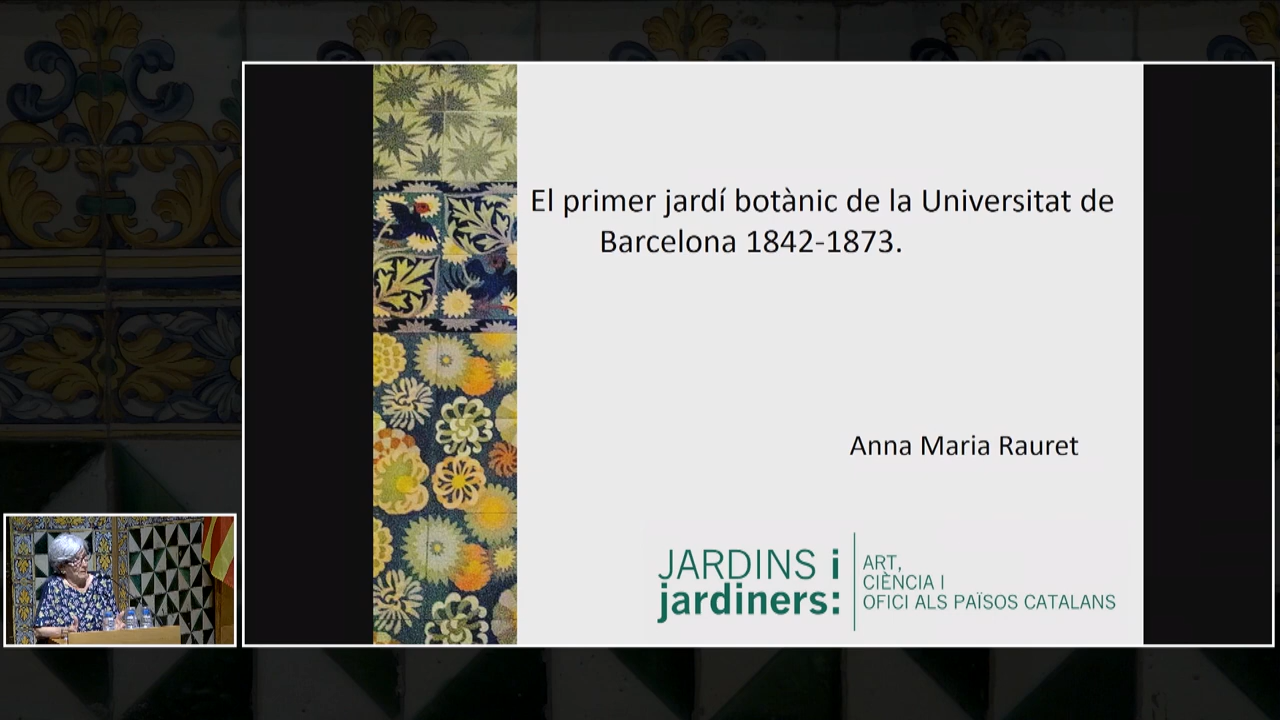 El primer jardí botànic de la Universitat de
Barcelona 1842-1873.
Anna Maria Rauret
JARDINS i
jardiners:
ART,
CIÈNCIA I
OFICI ALS PAÏSOS CATALANS